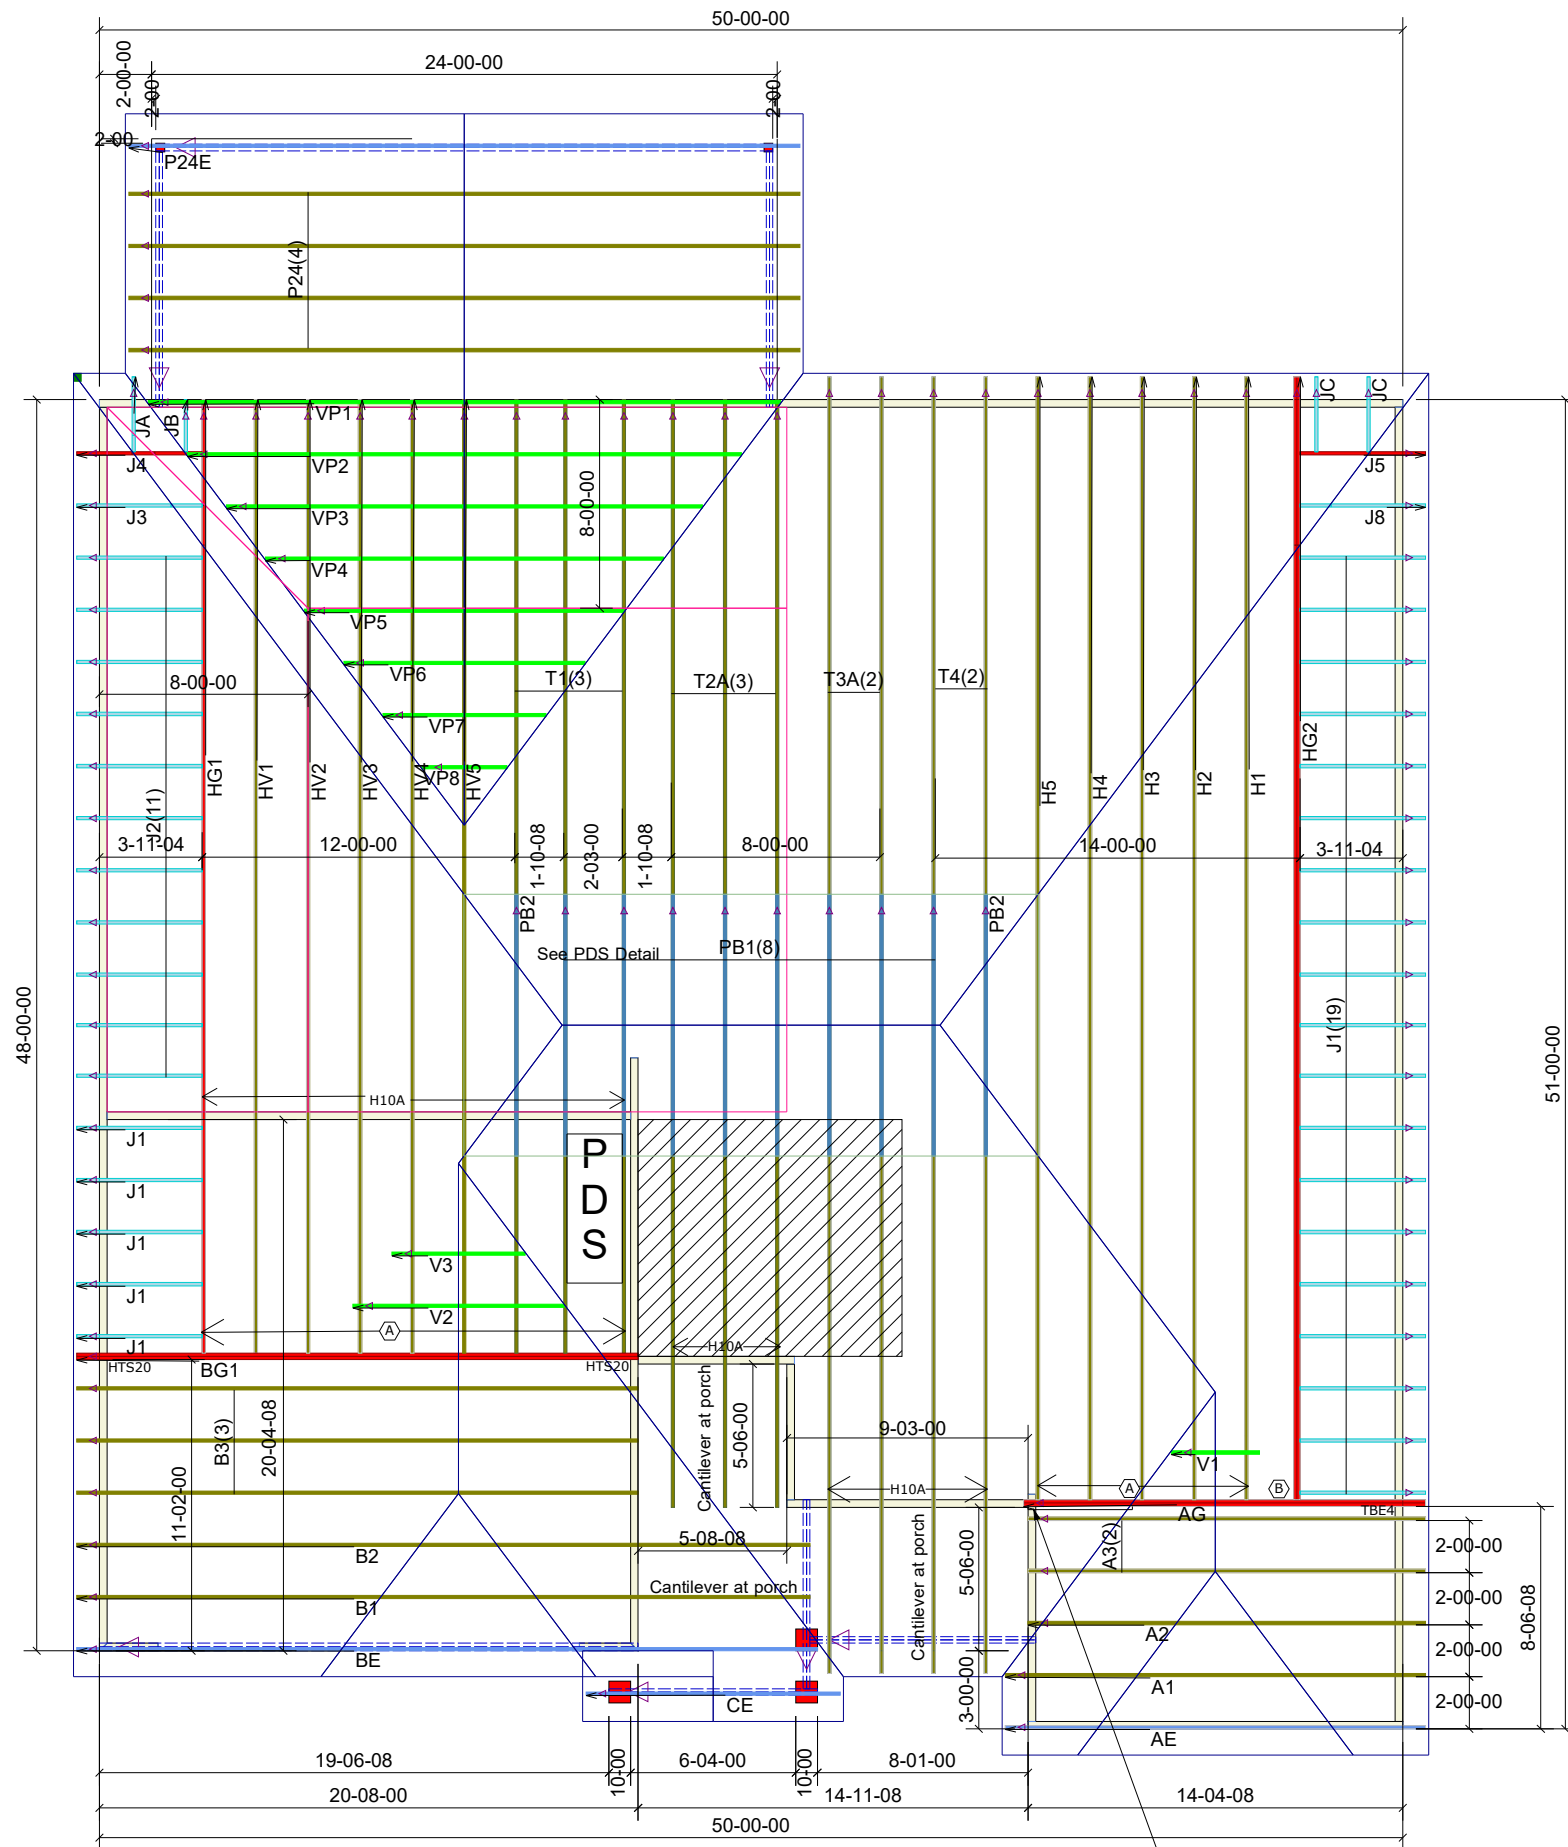 50-00-00
2-00-00
24-00-00
2-00
2-00
2-00
P24E
P24(4)
JA
JB
VP1
JC
JC
J4
VP2
J5
J3
VP3
J8
8-00-00
VP4
VP5
VP6
8-00-00
T1(3)
T2A(3)
T3A(2)
T4(2)
VP7
HG2
HG1
HV1
HV2
HV3
HV4
VP8
HV5
H5
H4
H3
H2
H1
J2(11)
3-11-04
12-00-00
1-10-08
2-03-00
1-10-08
8-00-00
14-00-00
3-11-04
PB2
PB2
See PDS Detail
PB1(8)
48-00-00
J1(19)
51-00-00
H10A
J1
P
D
S
J1
J1
V3
J1
V2
A
H10A
J1
HTS20
BG1
HTS20
Cantilever at porch
5-06-00
9-03-00
B3(3)
20-04-08
11-02-00
V1
H10A
A
B
AG
TBE4
A3(2)
5-08-08
Cantilever at porch
5-06-00
2-00-00
B2
Cantilever at porch
2-00-00
8-06-08
B1
A2
2-00-00
BE
3-00-00
A1
2-00-00
CE
AE
19-06-08
10-00
6-04-00
10-00
8-01-00
20-08-00
14-11-08
14-04-08
50-00-00